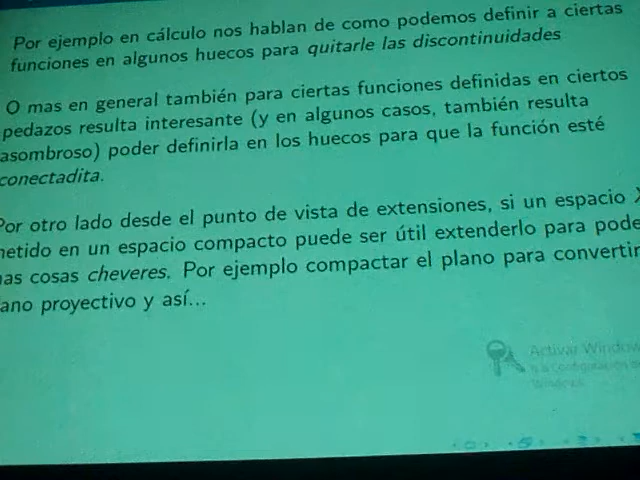 Por ejemplo en cálculo nos hablan de como podemos definir a ciertas
funciones en algunos huecos para quitarle las discontinuidades
O mas en general también para ciertas funciones definidas en ciertos
pedazos resulta interesante (y en algunos casos, también resulta
asombroso) poder definirla en los huecos para que la función esté
conectadita.
Por otro lado desde el punto de vista de extensiones, si un espacio X
metido en un espacio compacto puede ser útil extenderlo para pode
mas cosas cheveres. Por ejemplo compactar el plano para convertir
ano proyectivo y así...
Activar Window
Windows.